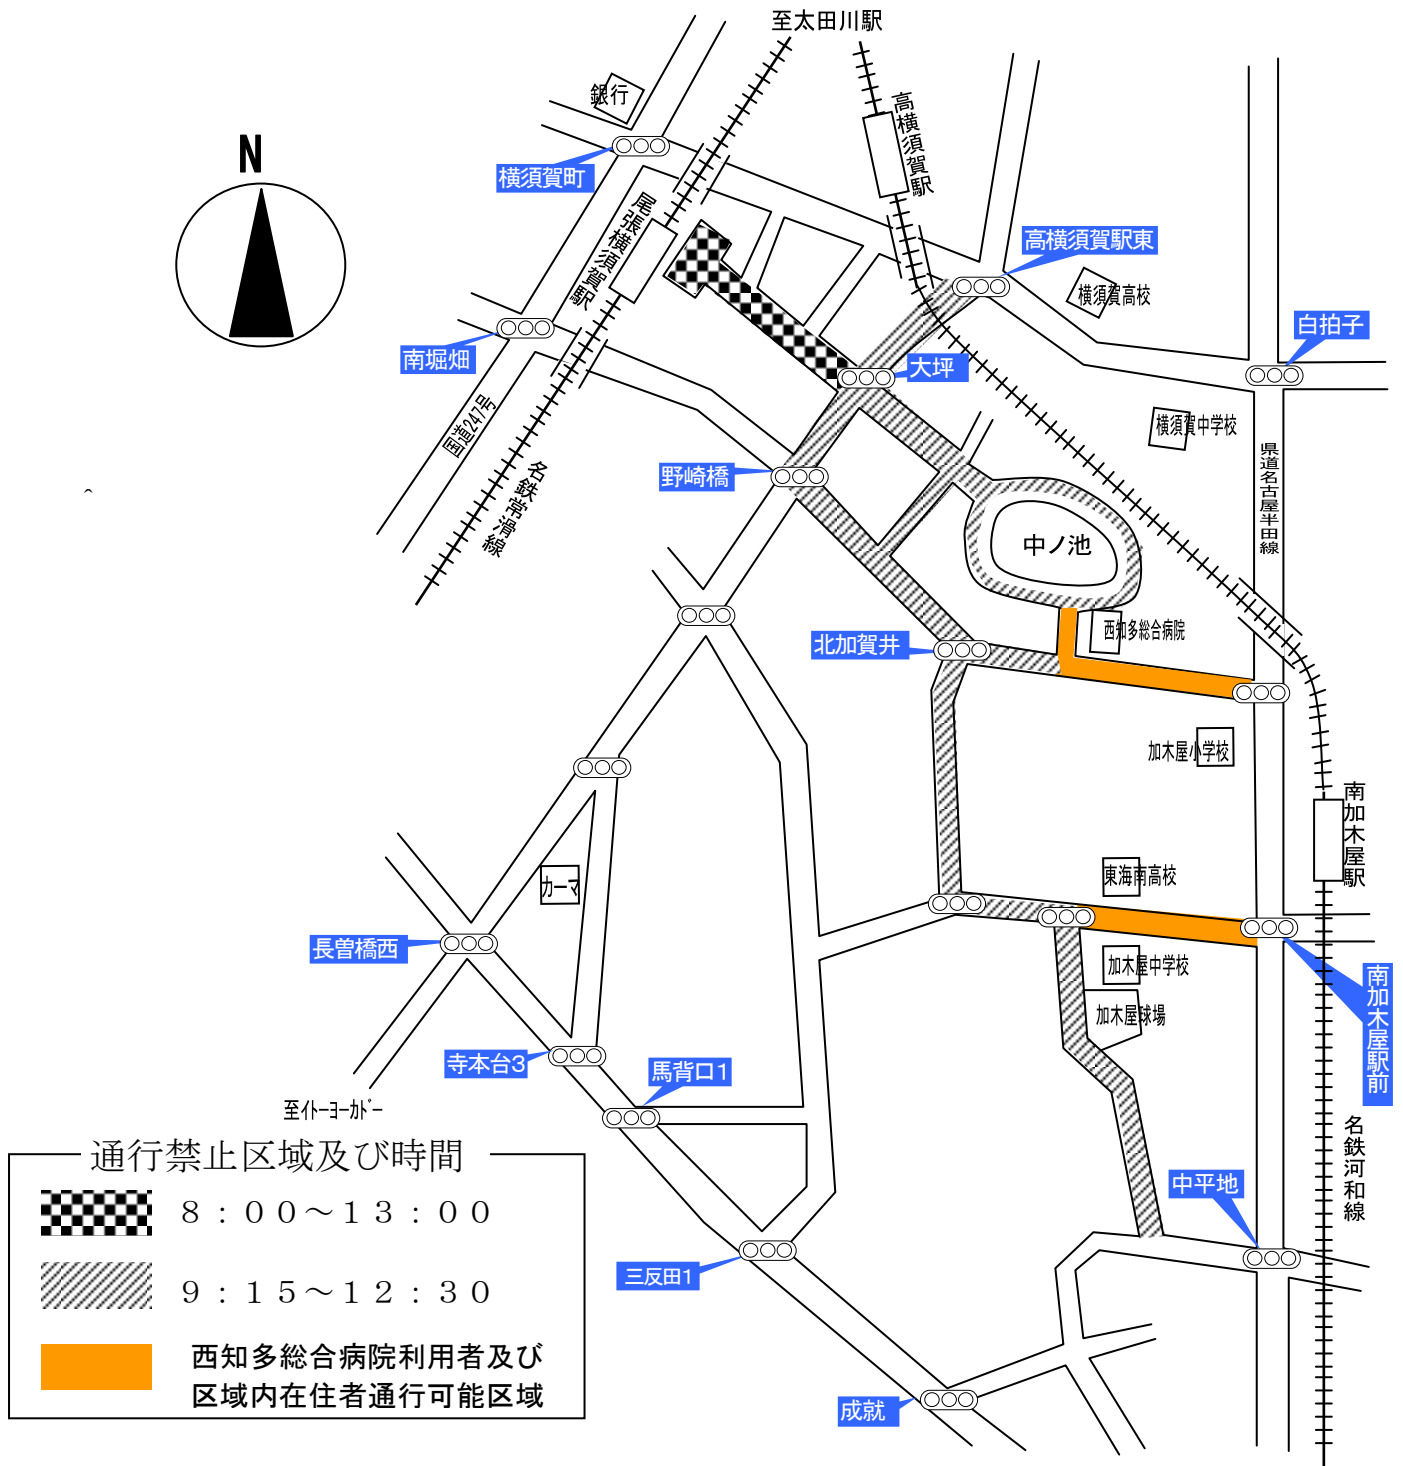 至太田川駅
銀行
高横須賀駅
N
横須賀町
尾張横須賀駅
高横須賀駅東
横須賀高校
白拍子
南堀畑
大坪
国道247号
横須賀中学校
県道名古屋半田線
野崎橋
名鉄常滑線
中ノ池
北加賀井
西知多総合病院
加木屋小学校
南加木屋駅
カーマ
東海南高校
長曽橋西
加木屋中学校
南加木屋駅前
加木屋球場
寺本台3
馬背口1
至イトーヨーカドー
名鉄河和線
中平地
三反田1
成就
通行禁止区域及び時間
8：00～13：00
9：15～12：30
西知多総合病院利用者及び
区域内在住者通行可能区域